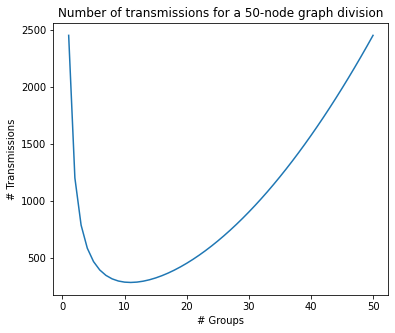 Number of transmissions for a 50-node graph division
2500
2000
1500
1000
500
# Transmissions
0 10 20 30 40 50
# Groups